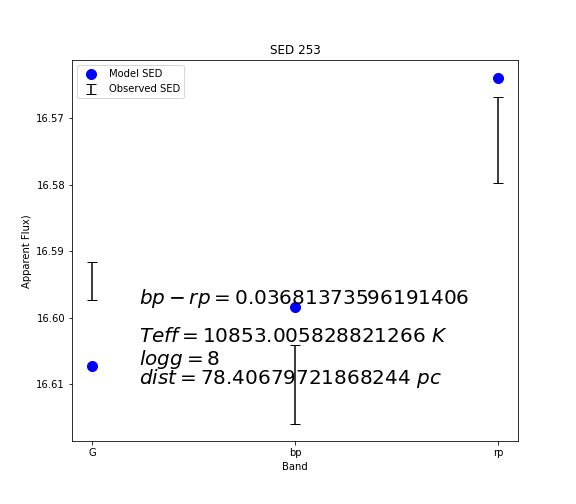 SED 253
Model SED
Observed SED
16.57
16.58
16.59
16.60
16.61
Apparent Flux)
bp − rp = 0.03681373596191406
Teff = 10853.005828821266 K
logg = 8
dist = 78.40679721868244 pc
G
bp
rp
Band